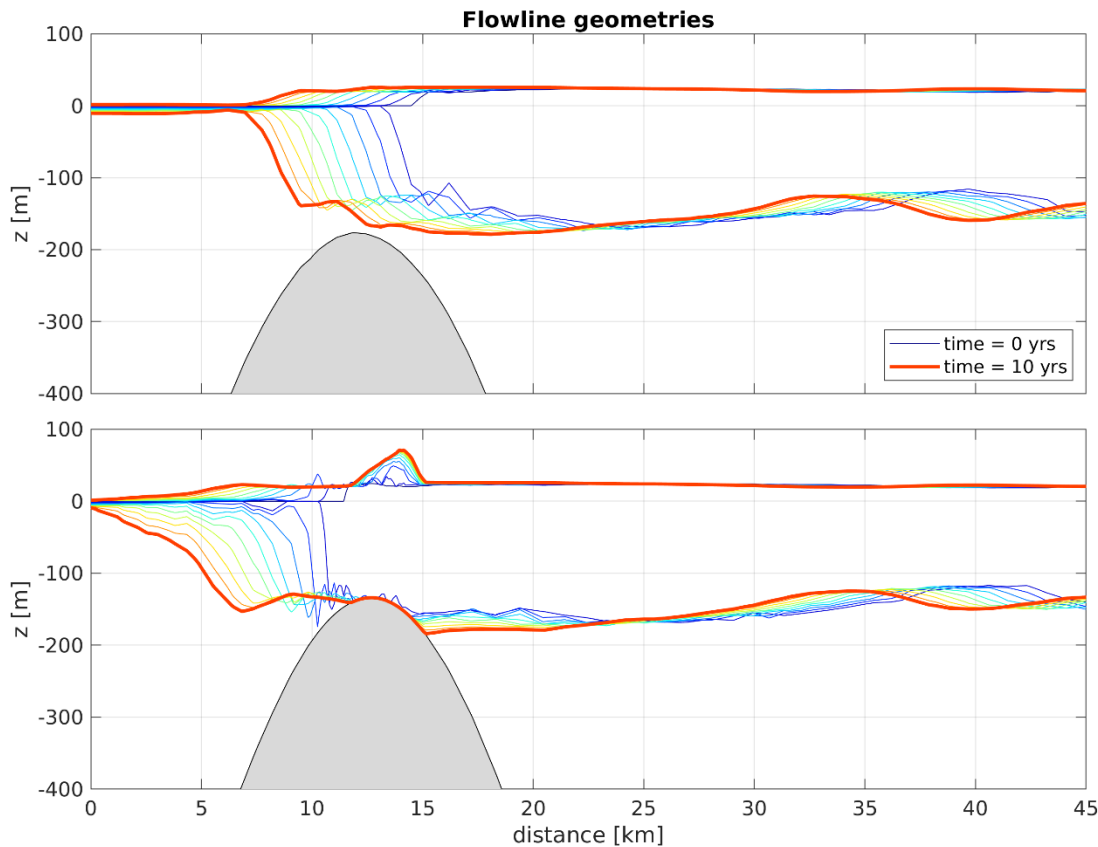 Flowline geometries
100
0
-100
-200
-300
-400
z [m]
time = 0 yrs
time = 10 yrs
100
0
-100
-200
-300
-400
z [m]
0 5 10 15 20 25 30 35 40 45
distance [km]